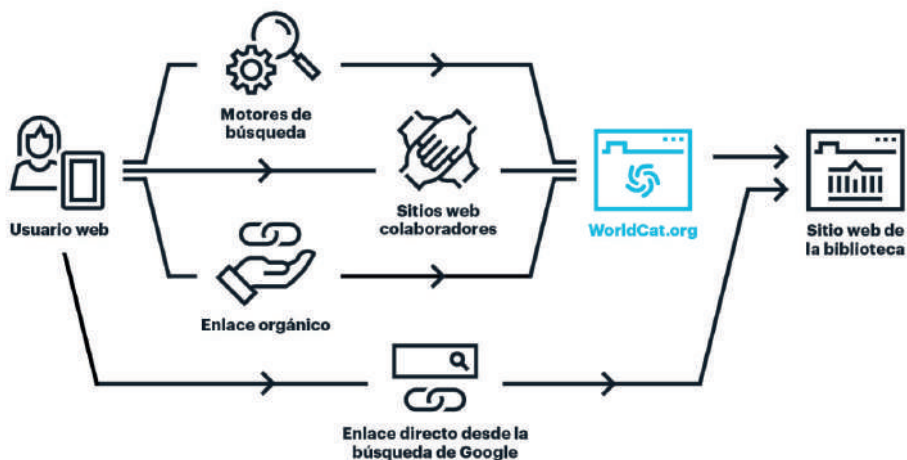 Motores de
búsqueda
Usuario web
Sitios web
colaboradores
WorldCat.org
Sitio web de
la biblioteca
Enlace orgánico
Enlace directo desde la
búsqueda de Google